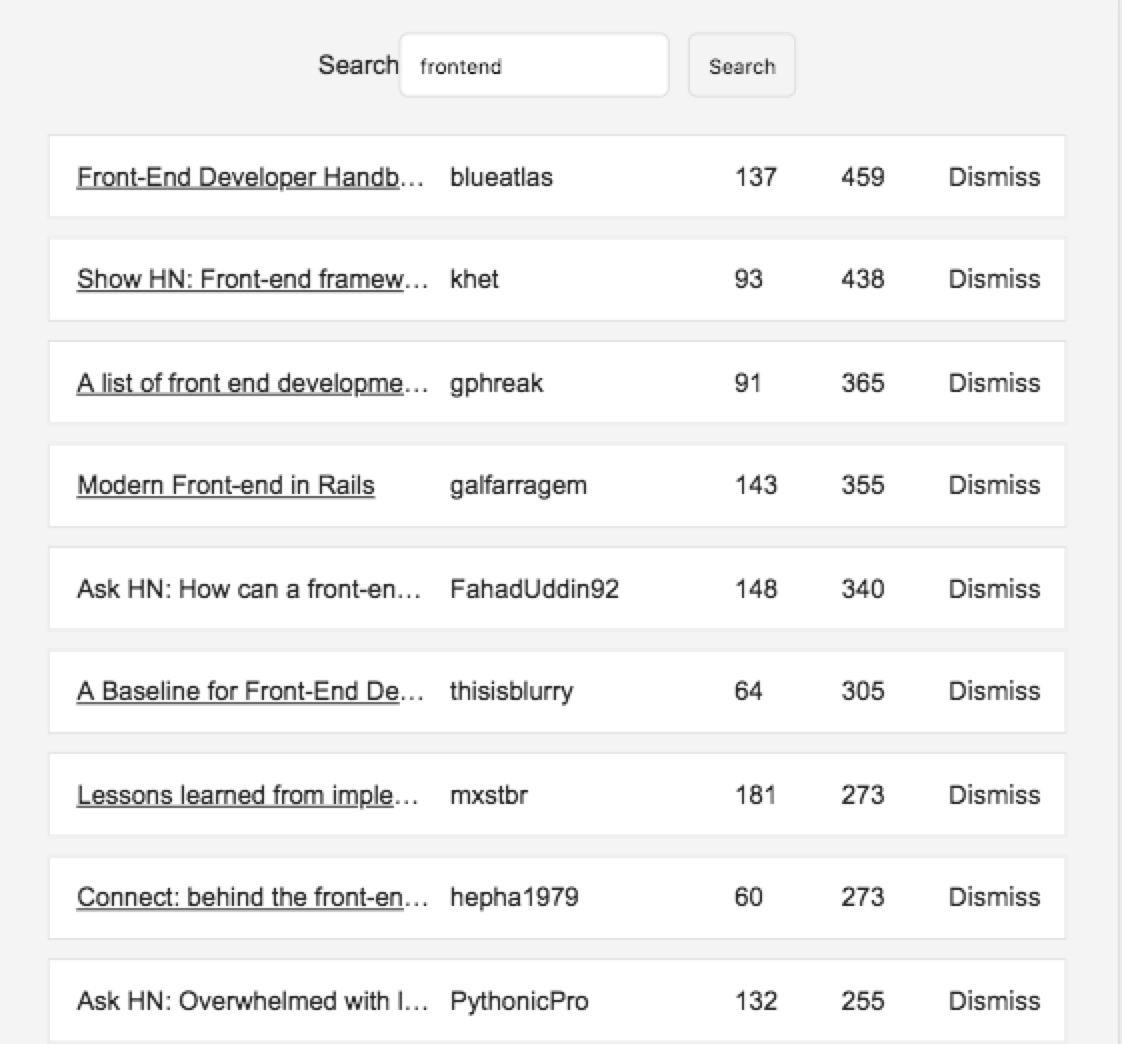 Search frontend Search
Front-End Developer Handb... blueatlas 137 459 Dismiss
Show HN: Front-end framew... khet 93 438 Dismiss
A list of front end developme... gphreak 91 365 Dismiss
Modern Front-end in Rails galfarragem 143 355 Dismiss
Ask HN: How can a front-en... FahadUddin92 148 340 Dismiss
A Baseline for Front-End De... thisisblurry 64 305 Dismiss
Lessons learned from imple... mxstbr 181 273 Dismiss
Connect: behind the front-en... hepha1979 60 273 Dismiss
Ask HN: Overwhelmed with l... PythonicPro 132 255 Dismiss